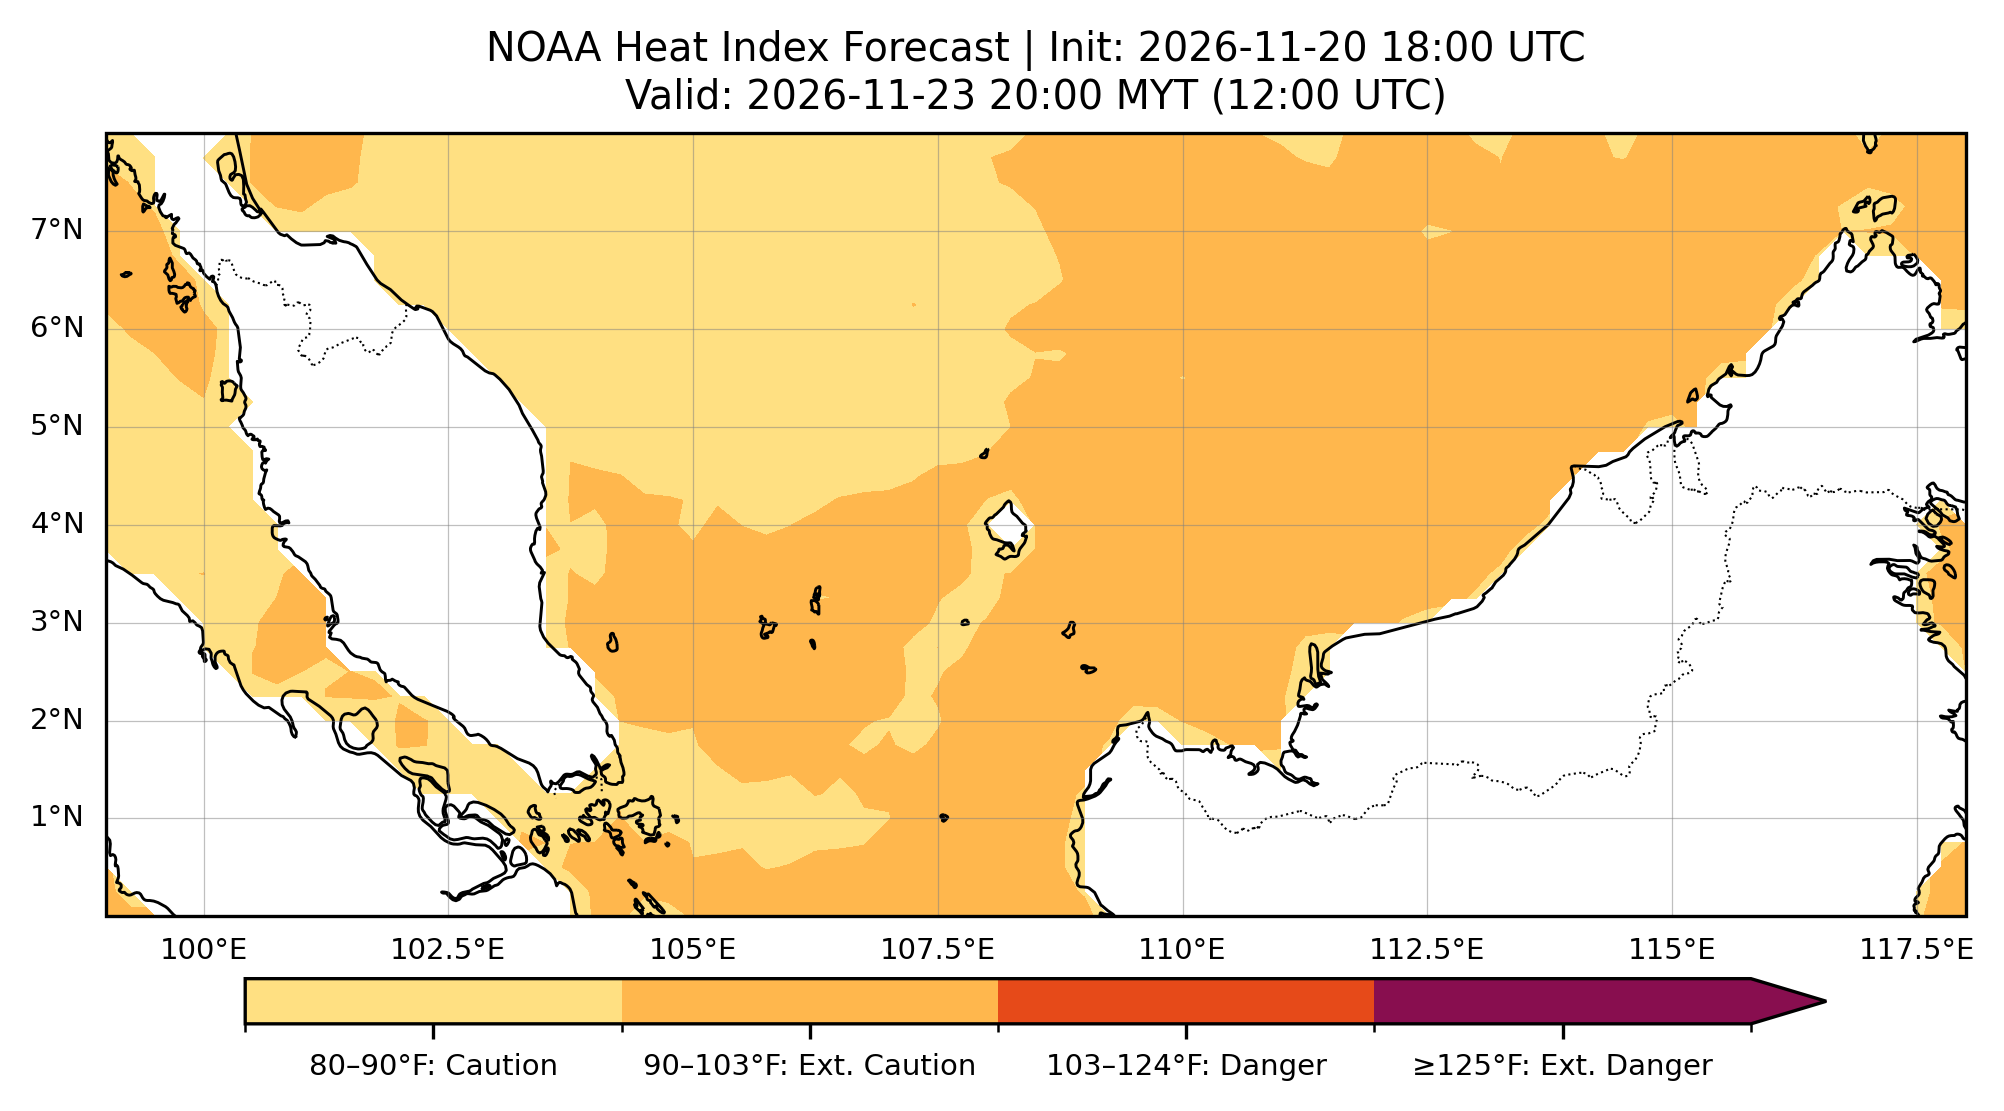 NOAA Heat Index Forecast | Init: 2026-11-20 18:00 UTC
Valid: 2026-11-23 20:00 MYT (12:00 UTC)
7°N
6°N
5°N
4°N
3°N
2°N
1°N
100°E
102.5°E
105°E
107.5°E
110°E
112.5°E
115°E
117.5°E
80–90°F: Caution
90–103°F: Ext. Caution
103–124°F: Danger
≥125°F: Ext. Danger